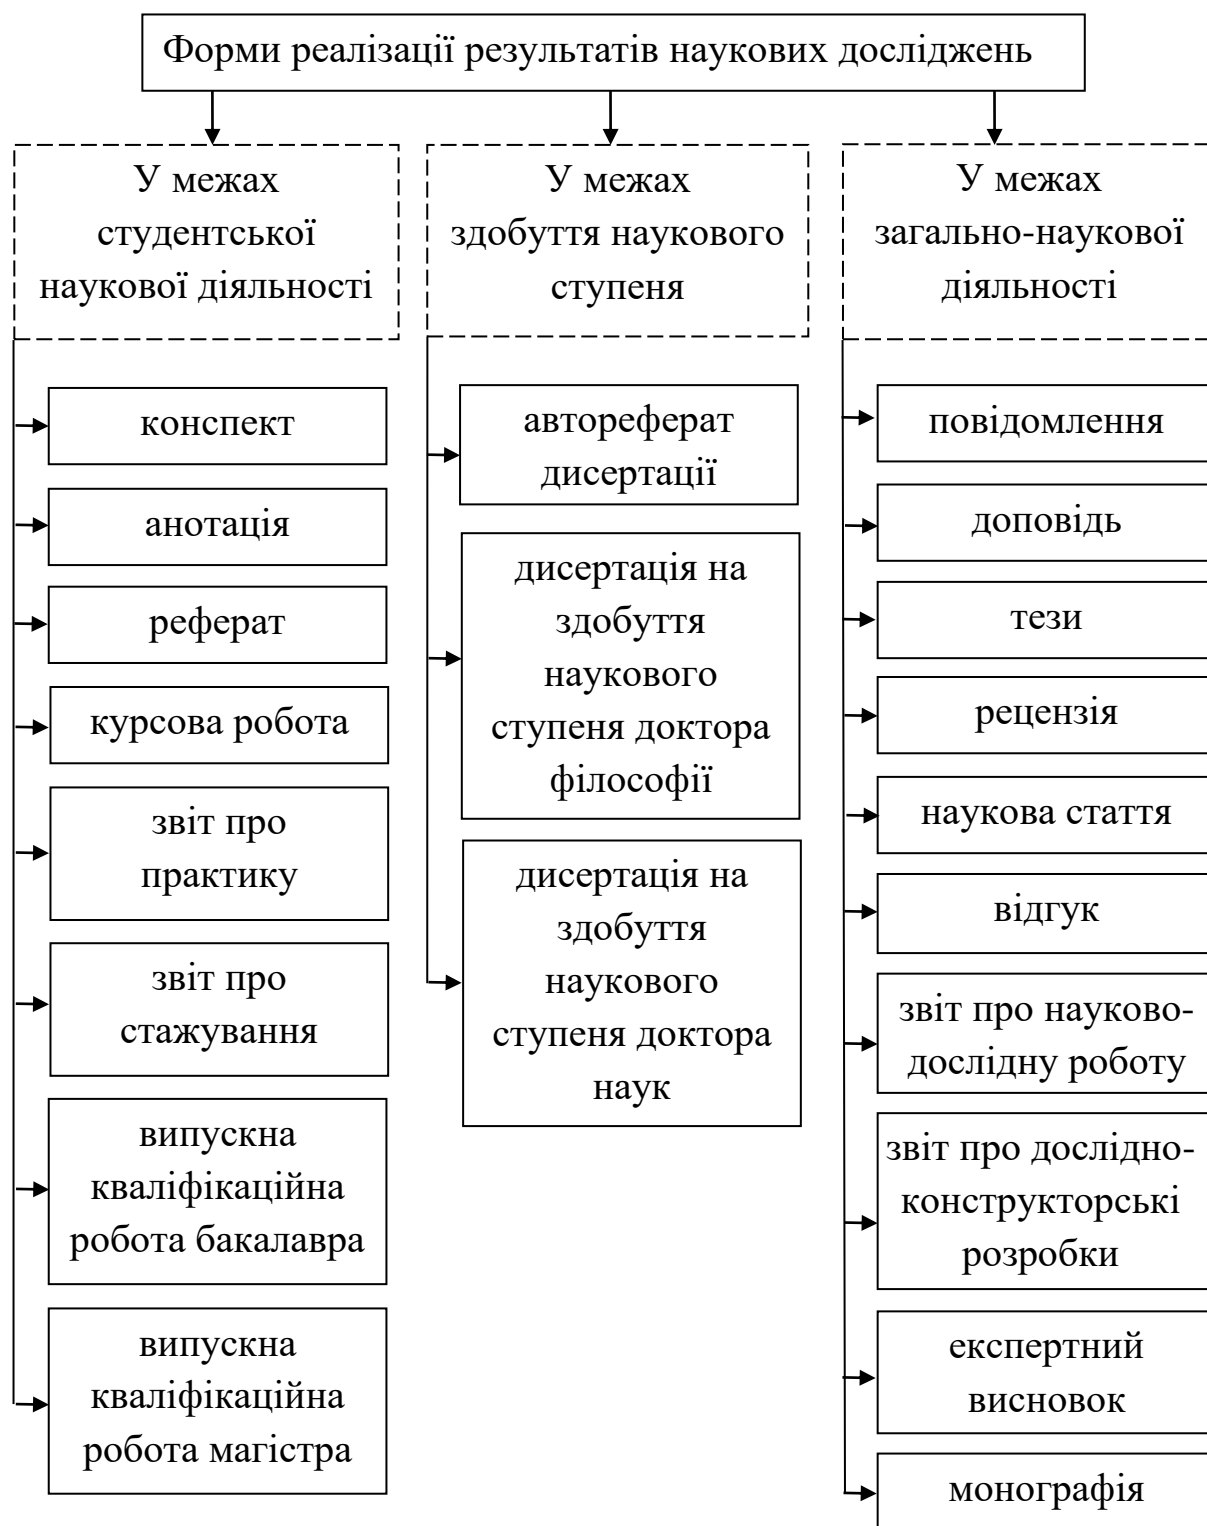 Форми реалізації результатів наукових досліджень
У межах
студентської
наукової діяльності
конспект
анотація
реферат
курсова робота
звіт про
практику
звіт про
стажування
випускна
кваліфікаційна
робота бакалавра
випускна
кваліфікаційна
робота магістра
У межах
здобуття наукового
ступеня
автореферат
дисертації
дисертація на
здобуття
наукового
ступеня доктора
філософії
дисертація на
здобуття
наукового
ступеня доктора
наук
У межах
загально-наукової
діяльності
повідомлення
доповідь
тези
рецензія
наукова стаття
відгук
звіт про науково-
дослідну роботу
звіт про дослідно-
конструкторські
розробки
експертний
висновок
монографія